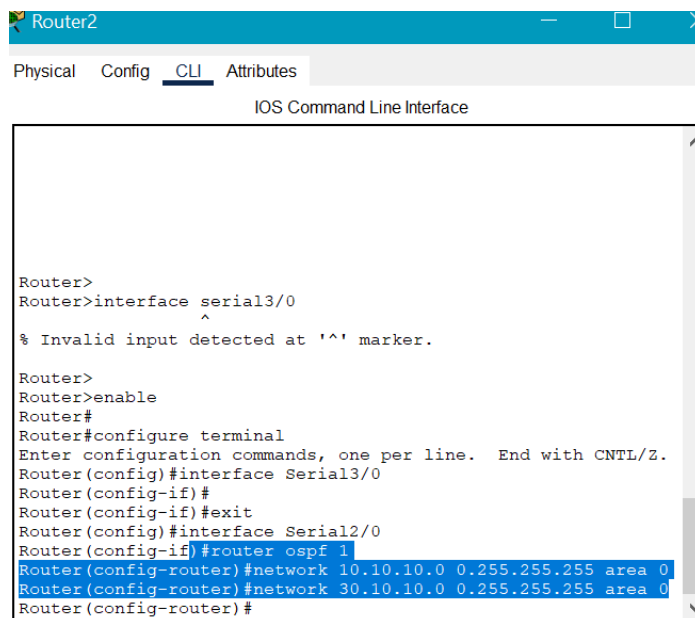 Router2
Physical Config CLI Attributes
IOS Command Line Interface
Router>
Router>interface serial3/0
^
% Invalid input detected at '^' marker.
Router>
Router>enable
Router#
Router#configure terminal
Enter configuration commands, one per line.  End with CNTL/Z.
Router(config)#interface Serial3/0
Router(config-if)#
Router(config-if)#exit
Router(config)#interface Serial2/0
Router(config-if)#router ospf 1
Router(config-router)#network 10.10.10.0 0.255.255.255 area 0
Router(config-router)#network 30.10.10.0 0.255.255.255 area 0
Router(config-router)#